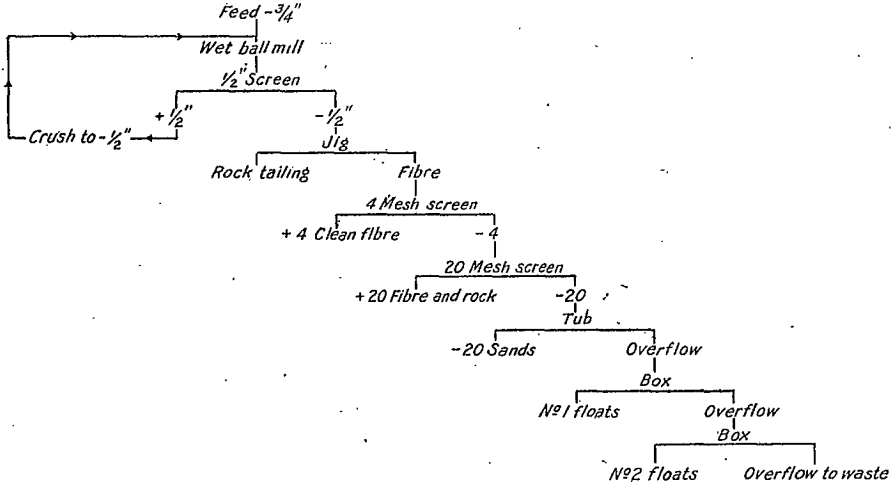 Feed -3/4"
Wet ball mill
1/2" Screen
+ 1/2" - 1/2"
Crush to -1/2" Jig
Rock tailing Fibre
4 Mesh screen
+ 4 Clean fibre - 4
20 Mesh screen
+20 Fibre and rock -20
Tub
-20 Sands Overflow
Box
Nº1 floats Overflow
Box
Nº2 floats Overflow to waste